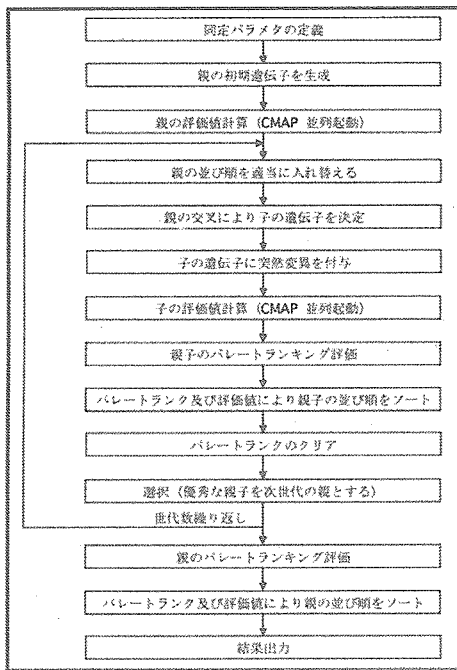 同定パラメタの定義
親の初期遺伝子を生成
親の評価値計算（CMAP 並列起動）
親の並び順を適当に入れ替える
親の交叉により子の遺伝子を決定
子の遺伝子に突然変異を付与
子の評価値計算（CMAP 並列起動）
親子のパレートランキング評価
パレートランク及び評価値により親子の並び順をソート
パレートランクのクリア
選択（優秀な親子を次世代の親とする）
世代数繰り返し
親のパレートランキング評価
パレートランク及び評価値により親の並び順をソート
結果出力